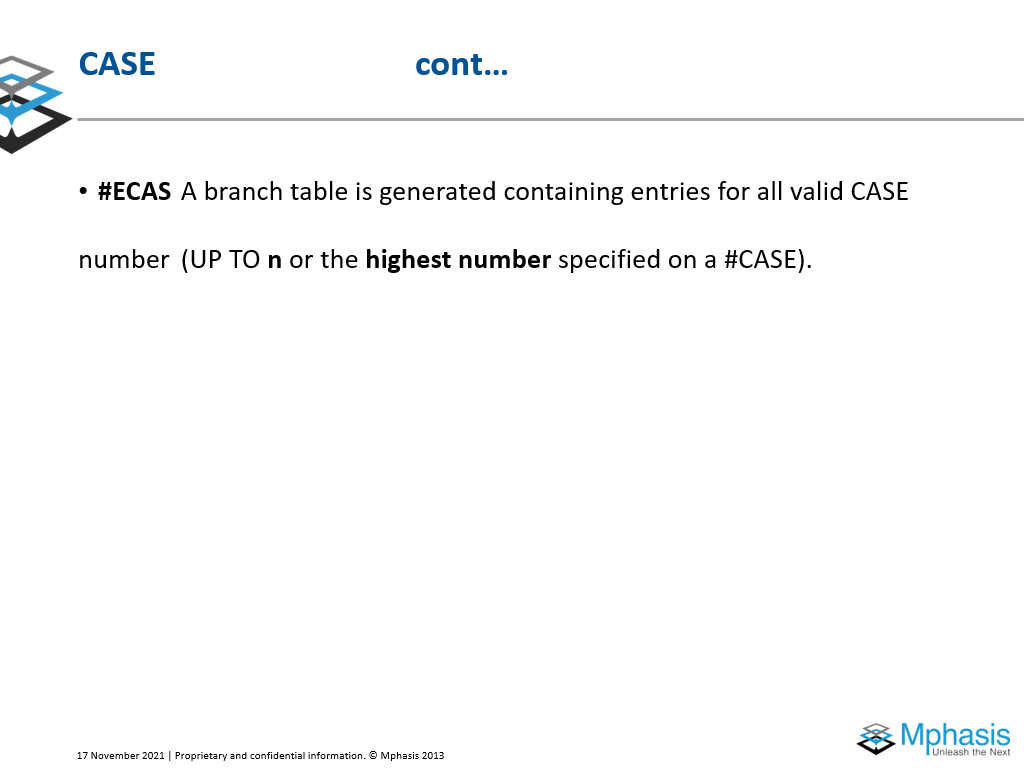 CASE cont…
• #ECAS A branch table is generated containing entries for all valid CASE
number (UP TO n or the highest number specified on a #CASE).
Mphasis
Unleash the Next
17 November 2021 | Proprietary and confidential information. © Mphasis 2013